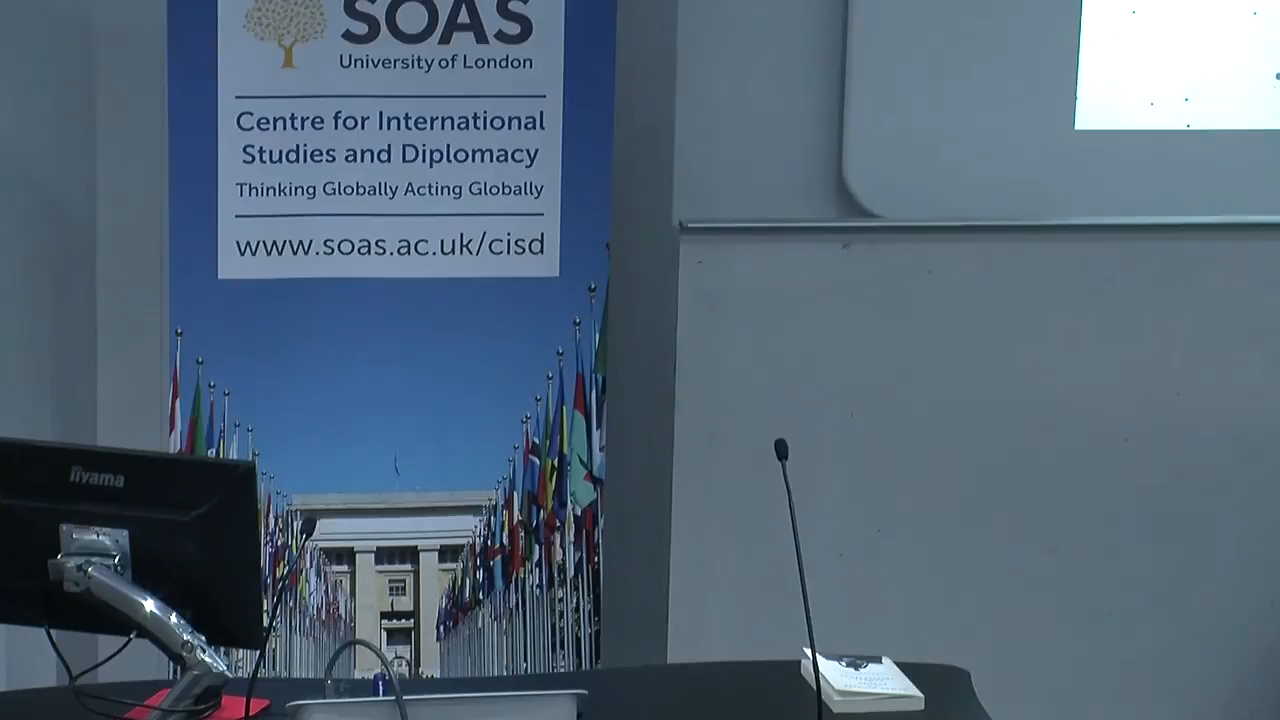 SOAS
University of London
Centre for International
Studies and Diplomacy
Thinking Globally Acting Globally
www.soas.ac.uk/cisd
iiyama